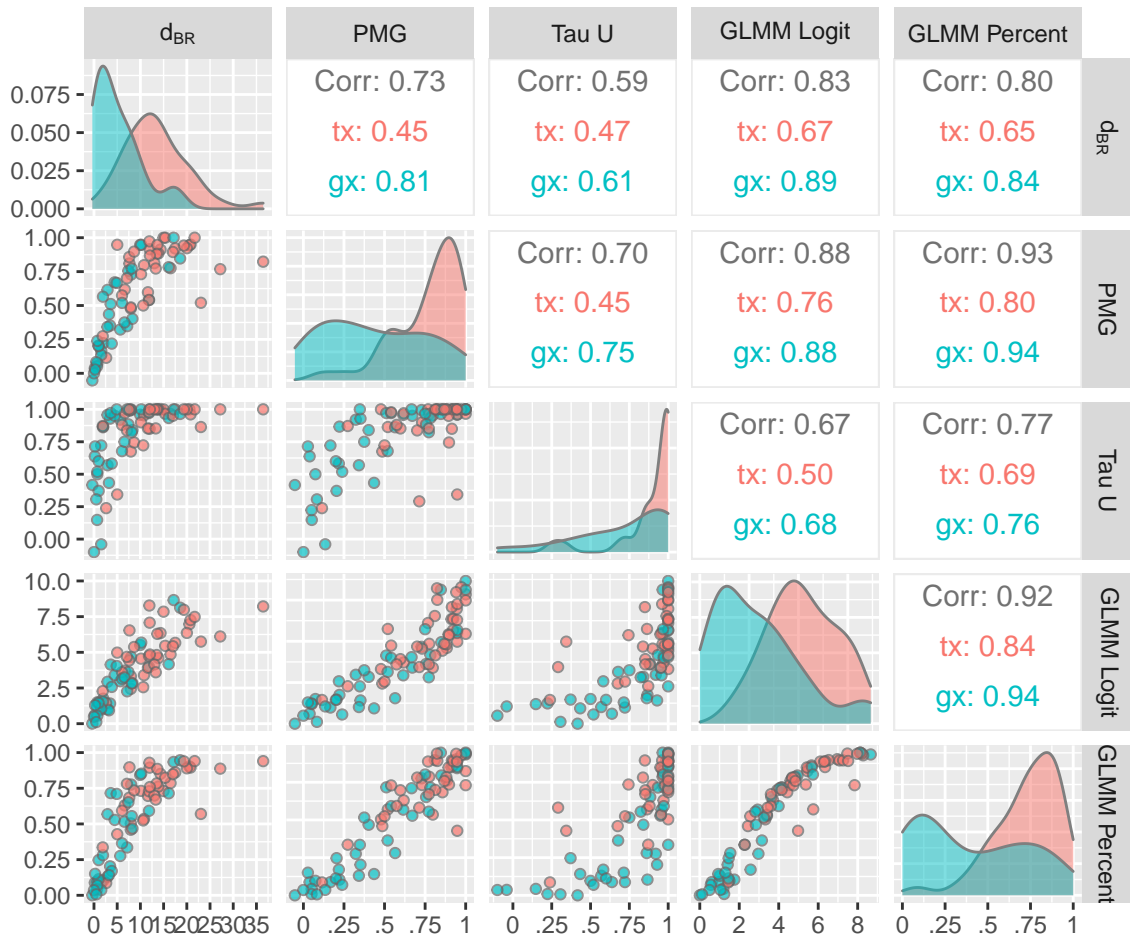 d_BR PMG Tau U GLMM Logit GLMM Percent
0.075
0.050
0.025
0.000
Corr: 0.73
tx: 0.45
gx: 0.81
Corr: 0.59
tx: 0.47
gx: 0.61
Corr: 0.83
tx: 0.67
gx: 0.89
Corr: 0.80
tx: 0.65
gx: 0.84
d_BR
1.00
0.75
0.50
0.25
0.00
Corr: 0.70
tx: 0.45
gx: 0.75
Corr: 0.88
tx: 0.76
gx: 0.88
Corr: 0.93
tx: 0.80
gx: 0.94
PMG
1.00
0.75
0.50
0.25
0.00
Corr: 0.67
tx: 0.50
gx: 0.68
Corr: 0.77
tx: 0.69
gx: 0.76
Tau U
10.0
7.5
5.0
2.5
0.0
Corr: 0.92
tx: 0.84
gx: 0.94
GLMM Logit
1.00
0.75
0.50
0.25
0.00
GLMM Percent
0 5 10 15 20 25 30 35
0 .25 .5 .75 1
0 .25 .5 .75 1
0 2 4 6 8
0 .25 .5 .75 1